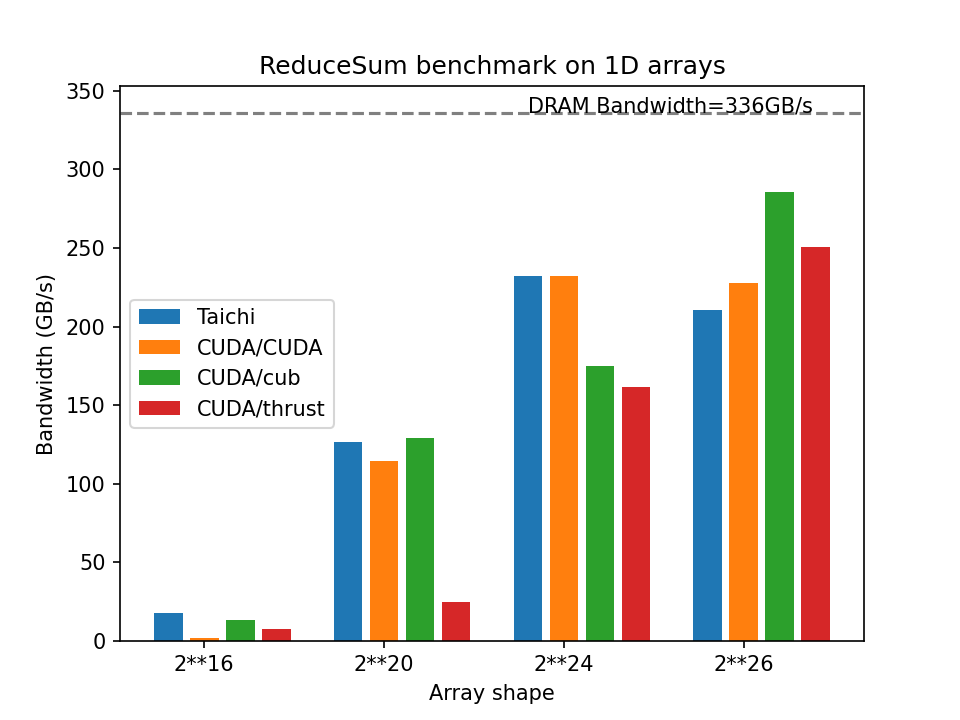 ReduceSum benchmark on 1D arrays
350
DRAM Bandwidth=336GB/s
300
250
200
150
100
50
0
Bandwidth (GB/s)
Taichi
CUDA/CUDA
CUDA/cub
CUDA/thrust
2**16
2**20
2**24
2**26
Array shape